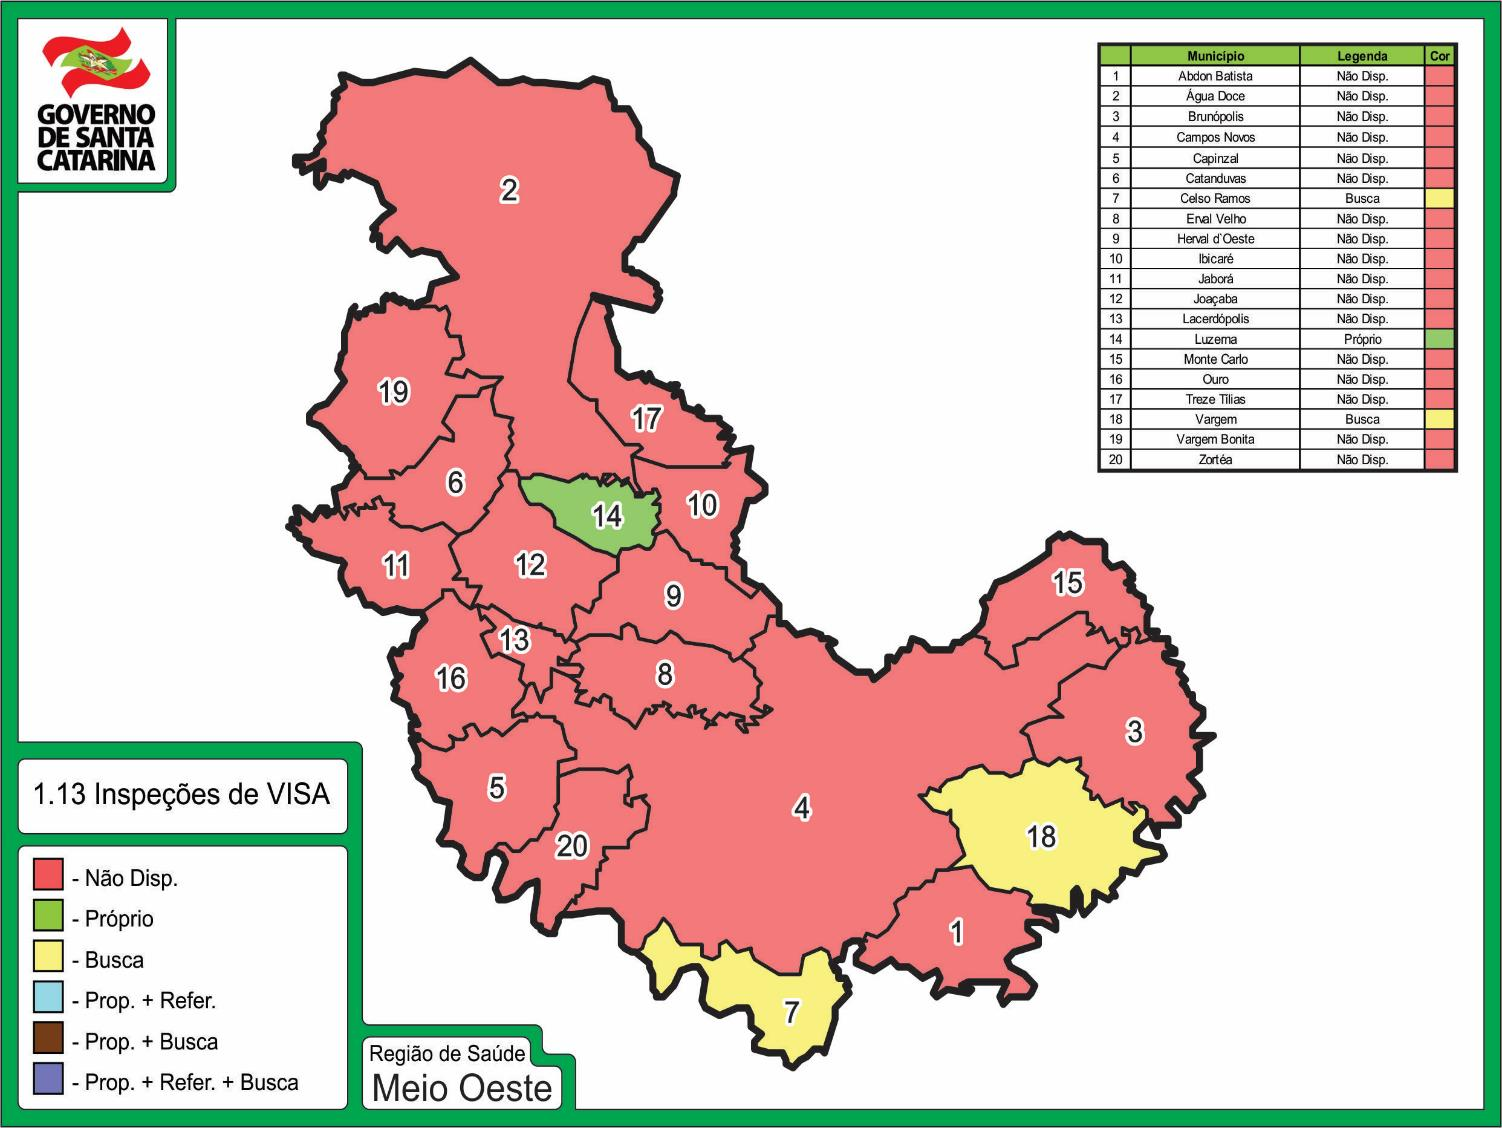 GOVERNO
DE SANTA
CATARINA
Município Legenda Cor
1 Abdon Batista Não Disp.
2 Água Doce Não Disp.
3 Brunópolis Não Disp.
4 Campos Novos Não Disp.
5 Capinzal Não Disp.
6 Catanduvas Não Disp.
7 Celso Ramos Busca
8 Erval Velho Não Disp.
9 Herval d`Oeste Não Disp.
10 Ibicaré Não Disp.
11 Jaborá Não Disp.
12 Joaçaba Não Disp.
13 Lacerdópolis Não Disp.
14 Luzerna Próprio
15 Monte Carlo Não Disp.
16 Ouro Não Disp.
17 Treze Tílias Não Disp.
18 Vargem Busca
19 Vargem Bonita Não Disp.
20 Zortéa Não Disp.
2
19
17
6
10
14
11
12
15
9
13
8
16
3
5
4
18
20
1
7
1.13 Inspeções de VISA
- Não Disp.
- Próprio
- Busca
- Prop. + Refer.
- Prop. + Busca
- Prop. + Refer. + Busca
Região de Saúde
Meio Oeste